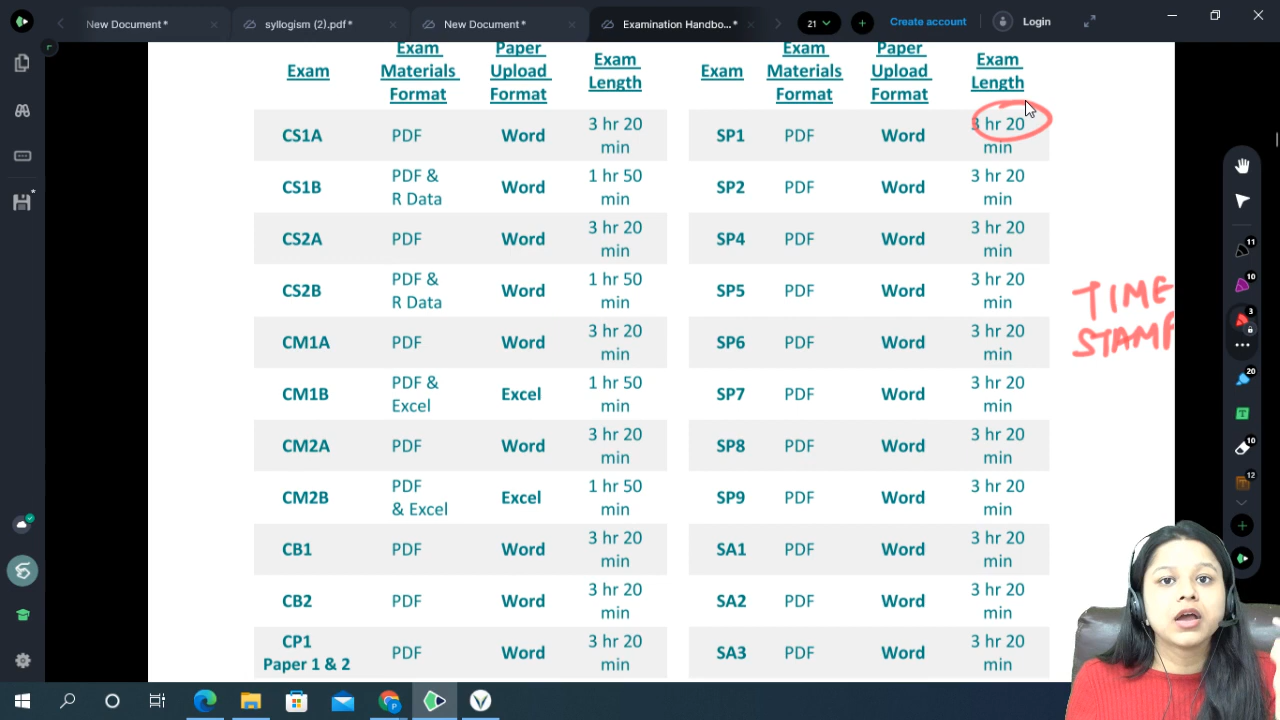 New Document*
syllogism (2).pdf*
New Document*
Examination Handbo...*
21
Create account
Login
Exam
Exam Materials Format
Paper Upload Format
Exam Length
Exam
Exam Materials Format
Paper Upload Format
Exam Length
CS1A PDF Word 3 hr 20 min SP1 PDF Word 3 hr 20 min
CS1B PDF & R Data Word 1 hr 50 min SP2 PDF Word 3 hr 20 min
CS2A PDF Word 3 hr 20 min SP4 PDF Word 3 hr 20 min
CS2B PDF & R Data Word 1 hr 50 min SP5 PDF Word 3 hr 20 min
CM1A PDF Word 3 hr 20 min SP6 PDF Word 3 hr 20 min
CM1B PDF & Excel Excel 1 hr 50 min SP7 PDF Word 3 hr 20 min
CM2A PDF Word 3 hr 20 min SP8 PDF Word 3 hr 20 min
CM2B PDF & Excel Excel 1 hr 50 min SP9 PDF Word 3 hr 20 min
CB1 PDF Word 3 hr 20 min SA1 PDF Word 3 hr 20 min
CB2 PDF Word 3 hr 20 min SA2 PDF Word 3 hr 20 min
CP1 Paper 1 & 2 PDF Word 3 hr 20 min SA3 PDF Word 3 hr 20 min
TIME
STAMP
11
10
3
20
10
12